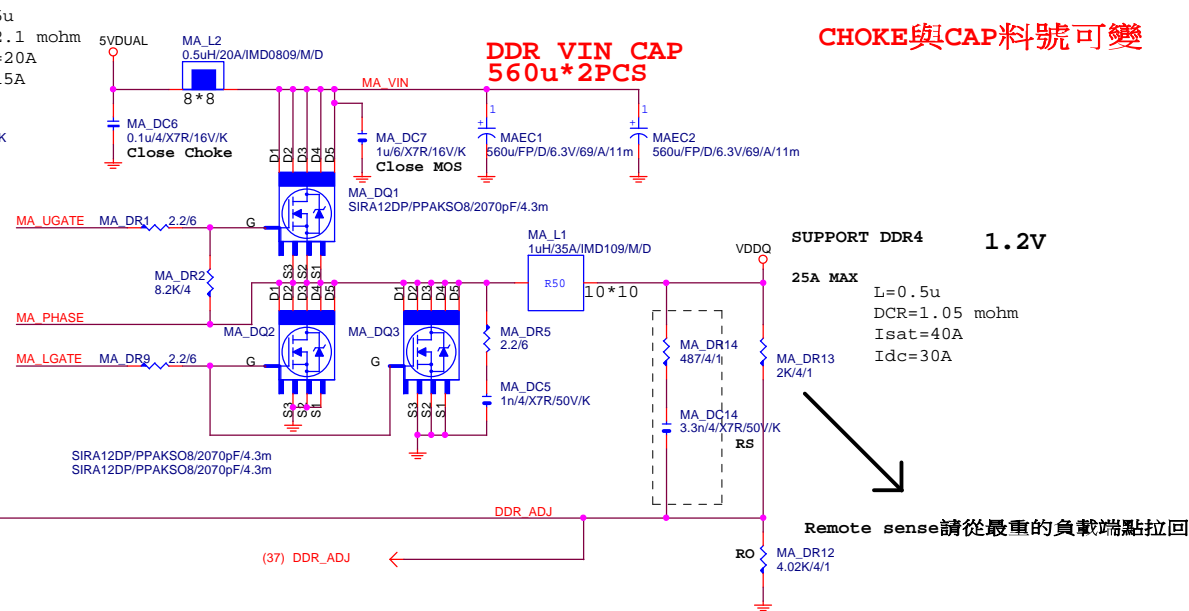 2.1 mohm
=20A
5VDUAL
MA_L2
0.5uH/20A/IMD0809/M/D
8*8
DDR VIN CAP
560u*2PCS
CHOKE與CAP料號可變
MA_VIN
MA_DC6
0.1u/4/X7R/16V/K
Close Choke
MA_DC7
1u/6/X7R/16V/K
Close MOS
1
+
MAEC1
560u/FP/D/6.3V/69/A/11m
1
+
MAEC2
560u/FP/D/6.3V/69/A/11m
D1
D2
D3
D4
D5
MA_DQ1
SIRA12DP/PPAKSO8/2070pF/4.3m
MA_UGATE
MA_DR1
2.2/6
G
S3
S2
S1
MA_DR2
8.2K/4
MA_PHASE
MA_L1
1uH/35A/IMD109/M/D
R50
10*10
VDDQ
SUPPORT DDR4
1.2V
25A MAX
L=0.5u
DCR=1.05 mohm
Isat=40A
Idc=30A
D1
D2
D3
D4
D5
D1
D2
D3
D4
D5
MA_DQ2
MA_DQ3
MA_LGATE
MA_DR9
2.2/6
G
G
S3
S2
S1
S3
S2
S1
MA_DR5
2.2/6
MA_DC5
1n/4/X7R/50V/K
MA_DR14
487/4/1
MA_DR13
2K/4/1
MA_DC14
3.3n/4/X7R/50V/K
RS
SIRA12DP/PPAKSO8/2070pF/4.3m
SIRA12DP/PPAKSO8/2070pF/4.3m
DDR_ADJ
Remote sense請從最重的負載端點拉回
(37) DDR_ADJ
RO
MA_DR12
4.02K/4/1